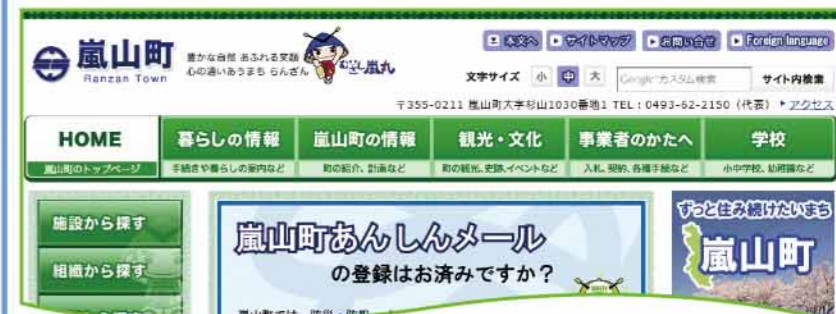 本文へ サイトマップ お問い合せ Foreign language
嵐山町
Ranzan Town
豊かな自然 あふれる笑顔
心の通いあうまち らんざん
むさし嵐丸
文字サイズ 小 中 大 Google カスタム検索 サイト内検索
〒355-0211 嵐山町大字杉山1030番地1 TEL：0493-62-2150（代表） アクセス
HOME 暮らしの情報 嵐山町の情報 観光・文化 事業者のかたへ 学校
嵐山町のトップページ 手続きや暮らしの案内など 町の紹介、計画など 町の観光、史跡、イベントなど 入札、契約、各種手続など 小中学校、幼稚園など
施設から探す
組織から探す
嵐山町あんしんメール
の登録はお済みですか？
ずっと住み続けたいまち
嵐山町